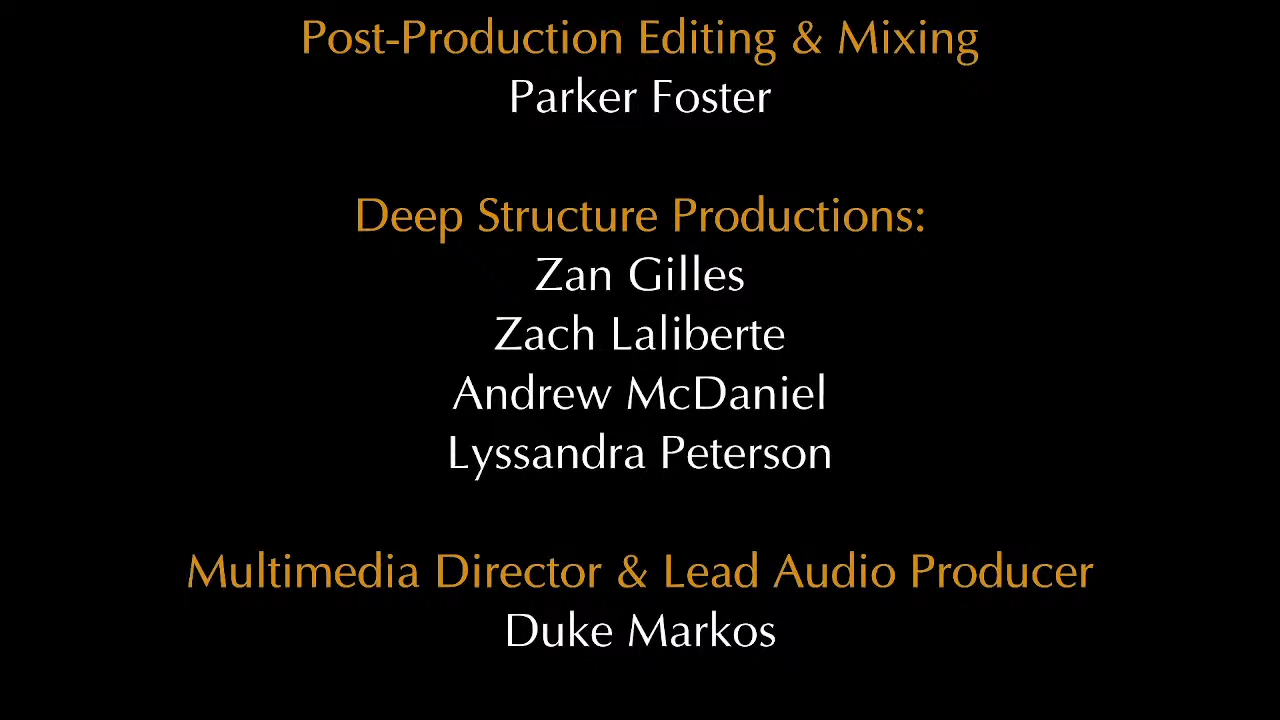 Post-Production Editing & Mixing
Parker Foster
Deep Structure Productions:
Zan Gilles
Zach Laliberte
Andrew McDaniel
Lyssandra Peterson
Multimedia Director & Lead Audio Producer
Duke Markos